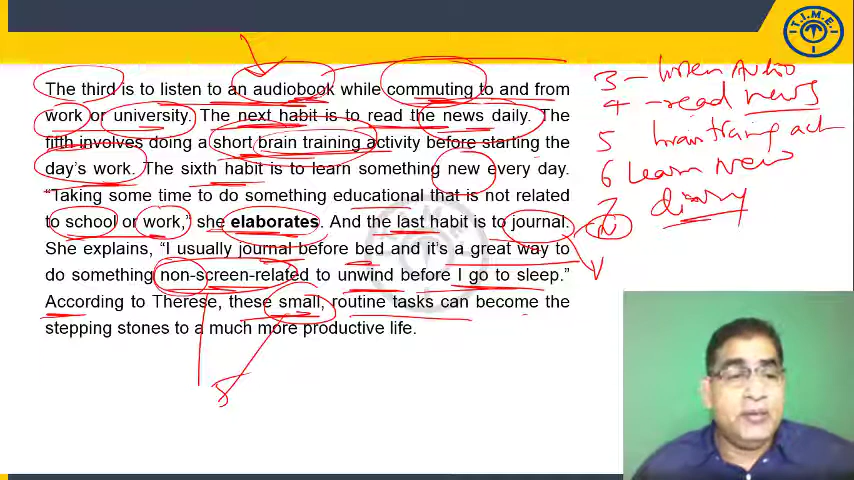 T.I.M.E.
The third is to listen to an audiobook while commuting to and from
work or university. The next habit is to read the news daily. The
fifth involves doing a short brain training activity before starting the
day's work. The sixth habit is to learn something new every day.
“Taking some time to do something educational that is not related
to school or work,” she elaborates. And the last habit is to journal.
She explains, “I usually journal before bed and it's a great way to
do something non-screen-related to unwind before I go to sleep.”
According to Therese, these small, routine tasks can become the
stepping stones to a much more productive life.
3 - listen Audio
4 - read news
5 brain traing act
6 Learn New
7 diary